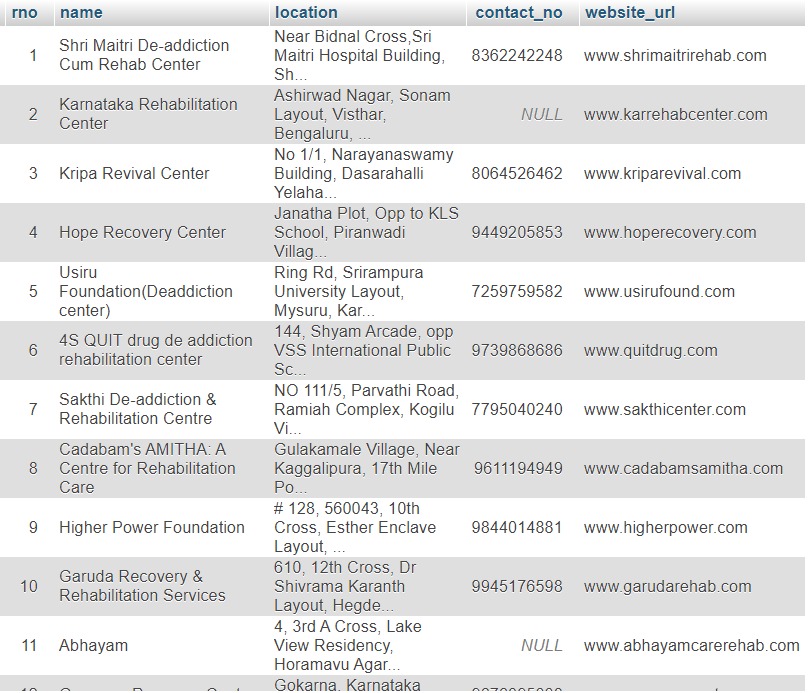 rno name location contact_no website_url
1 Shri Maitri De-addiction Cum Rehab Center Near Bidnal Cross,Sri Maitri Hospital Building, Sh... 8362242248 www.shrimaitrirehab.com
2 Karnataka Rehabilitation Center Ashirwad Nagar, Sonam Layout, Visthar, Bengaluru, ... NULL www.karrehabcenter.com
3 Kripa Revival Center No 1/1, Narayanaswamy Building, Dasarahalli Yelaha... 8064526462 www.kriparevival.com
4 Hope Recovery Center Janatha Plot, Opp to KLS School, Piranwadi Villag... 9449205853 www.hoperecovery.com
5 Usiru Foundation(Deaddiction center) Ring Rd, Srirampura University Layout, Mysuru, Kar... 7259759582 www.usirufound.com
6 4S QUIT drug de addiction rehabilitation center 144, Shyam Arcade, opp VSS International Public Sc... 9739868686 www.quitdrug.com
7 Sakthi De-addiction & Rehabilitation Centre NO 111/5, Parvathi Road, Ramiah Complex, Kogilu Vi... 7795040240 www.sakthicenter.com
8 Cadabam's AMITHA: A Centre for Rehabilitation Care Gulakamale Village, Near Kaggalipura, 17th Mile Po... 9611194949 www.cadabamsamitha.com
9 Higher Power Foundation # 128, 560043, 10th Cross, Esther Enclave Layout, ... 9844014881 www.higherpower.com
10 Garuda Recovery & Rehabilitation Services 610, 12th Cross, Dr Shivrama Karanth Layout, Hegde... 9945176598 www.garudarehab.com
11 Abhayam 4, 3rd A Cross, Lake View Residency, Horamavu Agar... NULL www.abhayamcarerehab.com
Gokarna, Karnataka